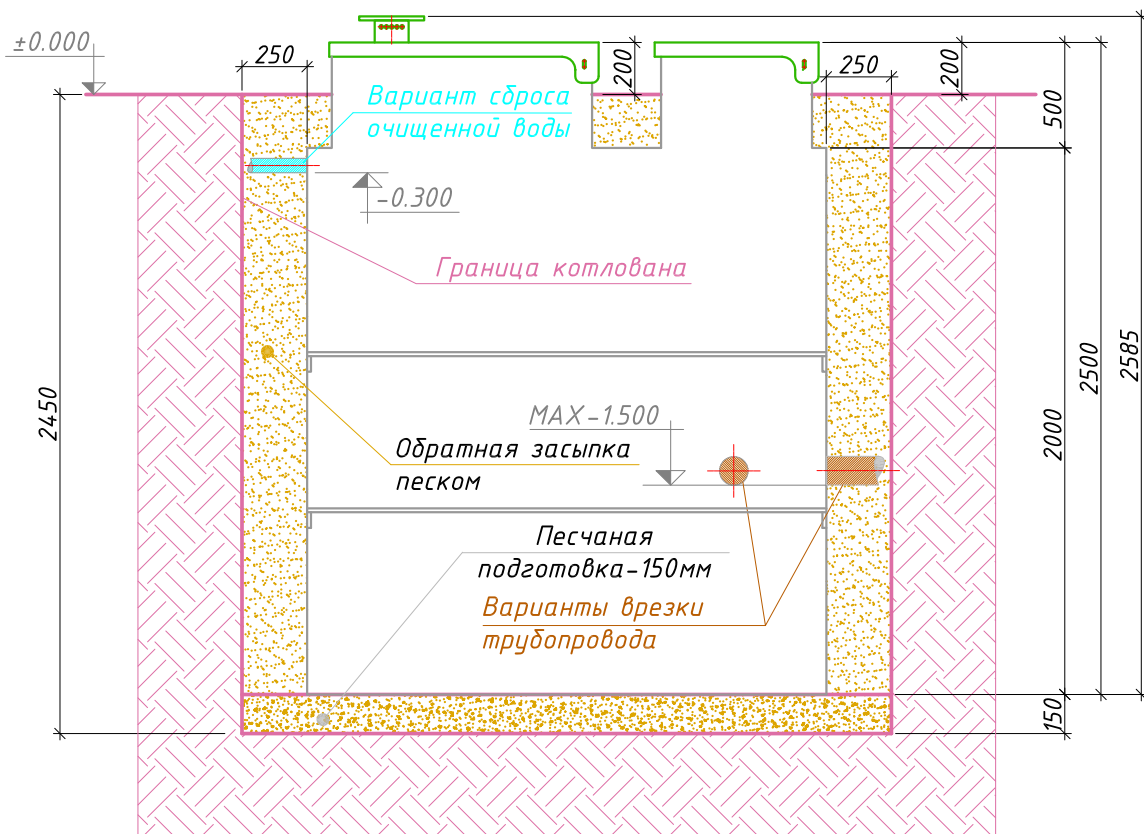 ±0.000
250
200
250
200
Вариант сброса
очищенной воды
500
-0.300
Граница котлована
2585
2500
2450
MAX-1.500
2000
Обратная засыпка
песком
Песчаная
подготовка-150мм
Варианты врезки
трубопровода
150